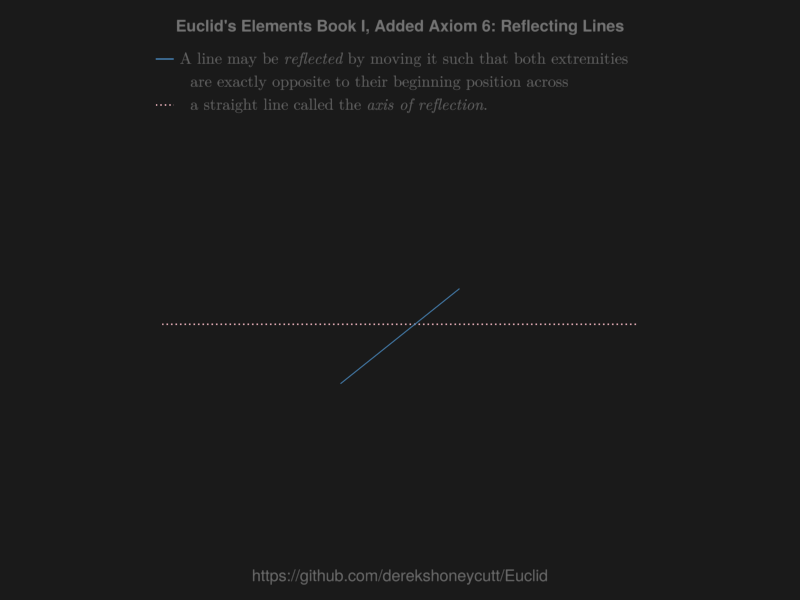 Euclid's Elements Book I, Added Axiom 6: Reflecting Lines
A line may be reflected by moving it such that both extremities
are exactly opposite to their beginning position across
a straight line called the axis of reflection.
https://github.com/derekshoneycutt/Euclid